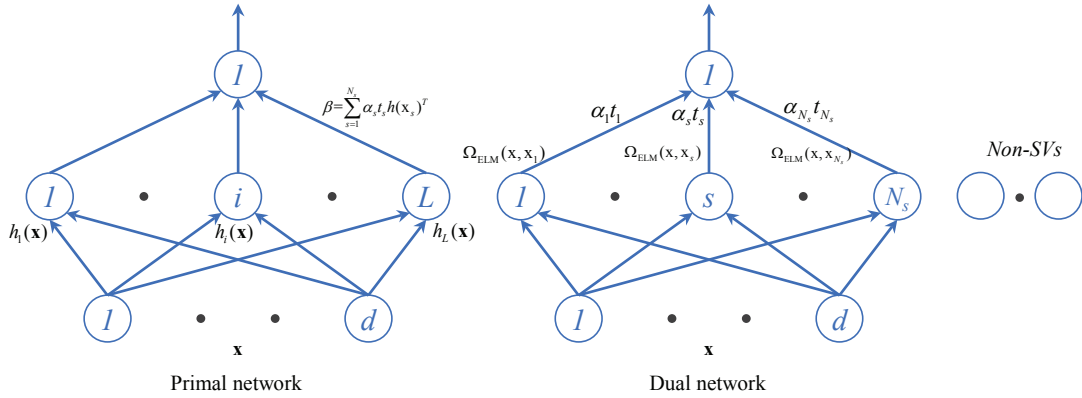 1
β=∑_{s=1}^{N_s} α_s t_s h(x_s)^T
1 i L
h_1(x) h_i(x) h_L(x)
1 d
x
Primal network
1
α_1 t_1 α_s t_s α_{N_s} t_{N_s}
Ω_ELM(x, x_1) Ω_ELM(x, x_s) Ω_ELM(x, x_{N_s})
1 s N_s
1 d
x
Dual network
Non-SVs